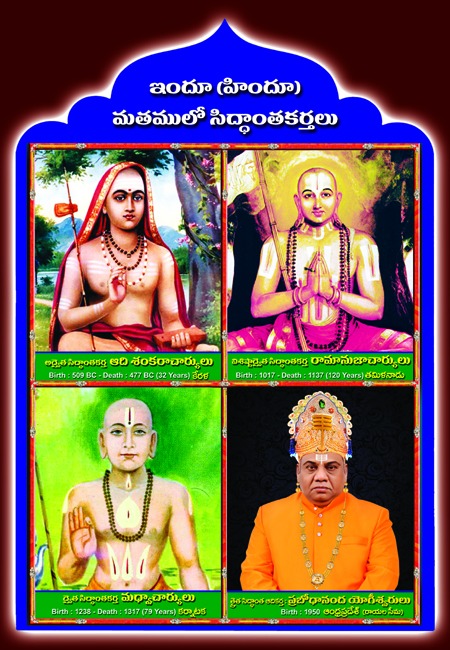 ఇందూ (హిందూ)
మతములో సిద్ధాంతకర్తలు
అద్వైత సిద్ధాంతకర్త ఆది శంకరాచార్యులు
Birth : 509 BC - Death : 477 BC (32 Years) కేరళ
విశిష్టాద్వైత సిద్ధాంతకర్త రామానుజాచార్యులు
Birth : 1017 - Death : 1137 (120 Years) తమిళనాడు
ద్వైత సిద్ధాంతకర్త మధ్వాచార్యులు
Birth : 1238 - Death : 1317 (79 Years) కర్నాటక
త్రైత సిద్ధాంత ఆదికర్త : ప్రబోధానంద యోగీశ్వరులు
Birth : 1950 ఆంధ్రప్రదేశ్ (రాయలసీమ)